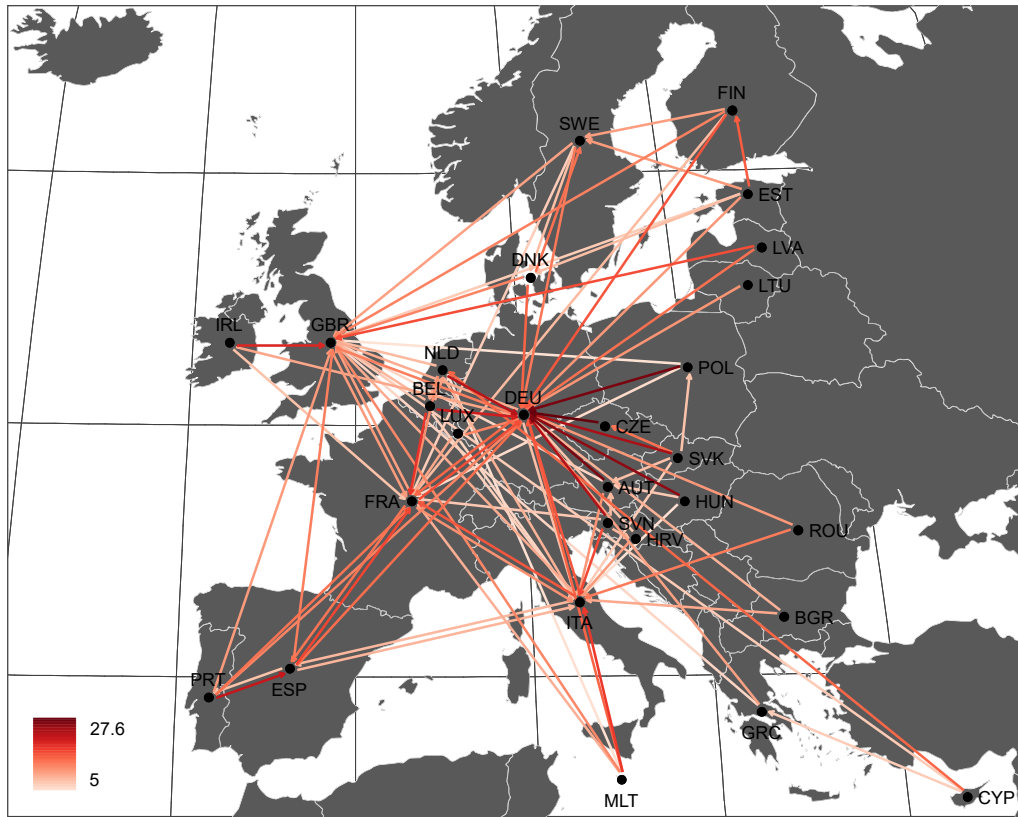 FIN
SWE
EST
LVA
DNK
LTU
IRL
GBR
NLD
POL
BEL
DEU
LUX
CZE
SVK
AUT
FRA
HUN
SVN
ROU
HRV
ITA
BGR
PRT
ESP
27.6
GRC
5
MLT
CYP